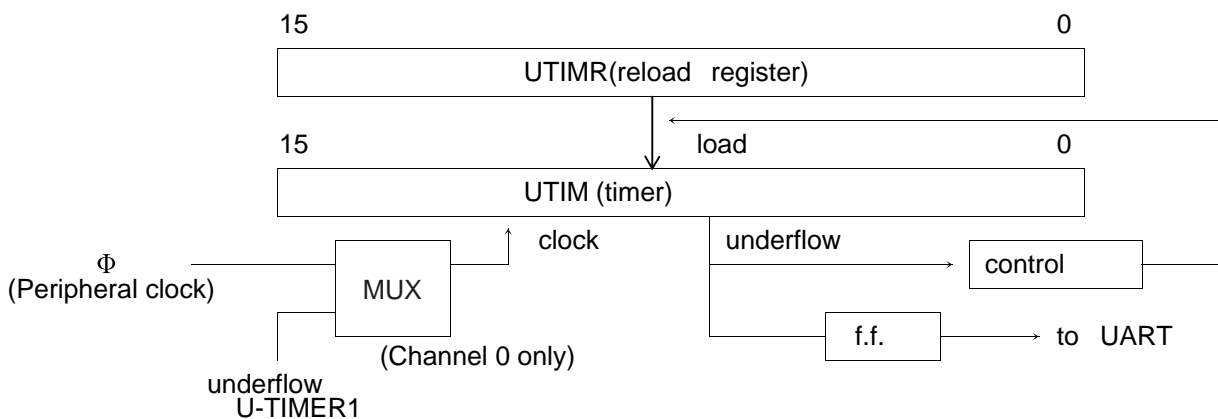 15 0
UTIMR(reload register)
15 load 0
UTIM (timer)
clock underflow
Φ
(Peripheral clock)
MUX
control
(Channel 0 only)
f.f.
to UART
underflow
U-TIMER1